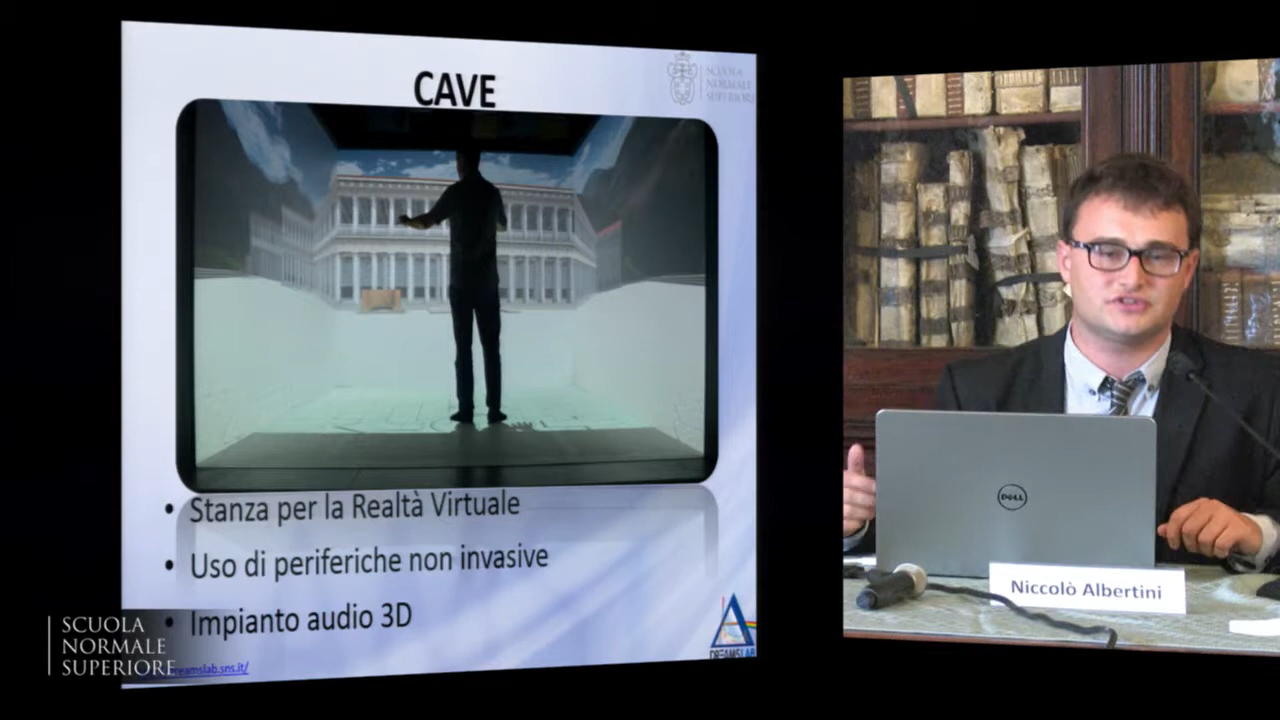 CAVE
SCUOLA
NORMALE
SUPERIORE
Stanza per la Realtà Virtuale
Uso di periferiche non invasive
Impianto audio 3D
DREAMSLAB
SCUOLA
NORMALE
SUPERIORE
reamslab.sns.it/
DELL
Niccolò Albertini